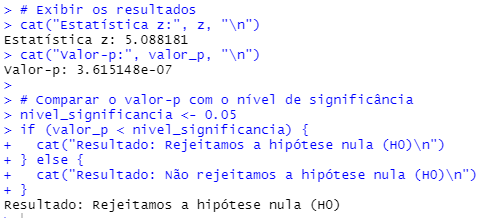 > # Exibir os resultados
> cat("Estatística z:", z, "\n")
Estatística z: 5.088181
> cat("Valor-p:", valor_p, "\n")
Valor-p: 3.615148e-07
>
> # Comparar o valor-p com o nível de significância
> nivel_significancia <- 0.05
> if (valor_p < nivel_significancia) {
+   cat("Resultado: Rejeitamos a hipótese nula (H0)\n")
+ } else {
+   cat("Resultado: Não rejeitamos a hipótese nula (H0)\n")
+ }
Resultado: Rejeitamos a hipótese nula (H0)